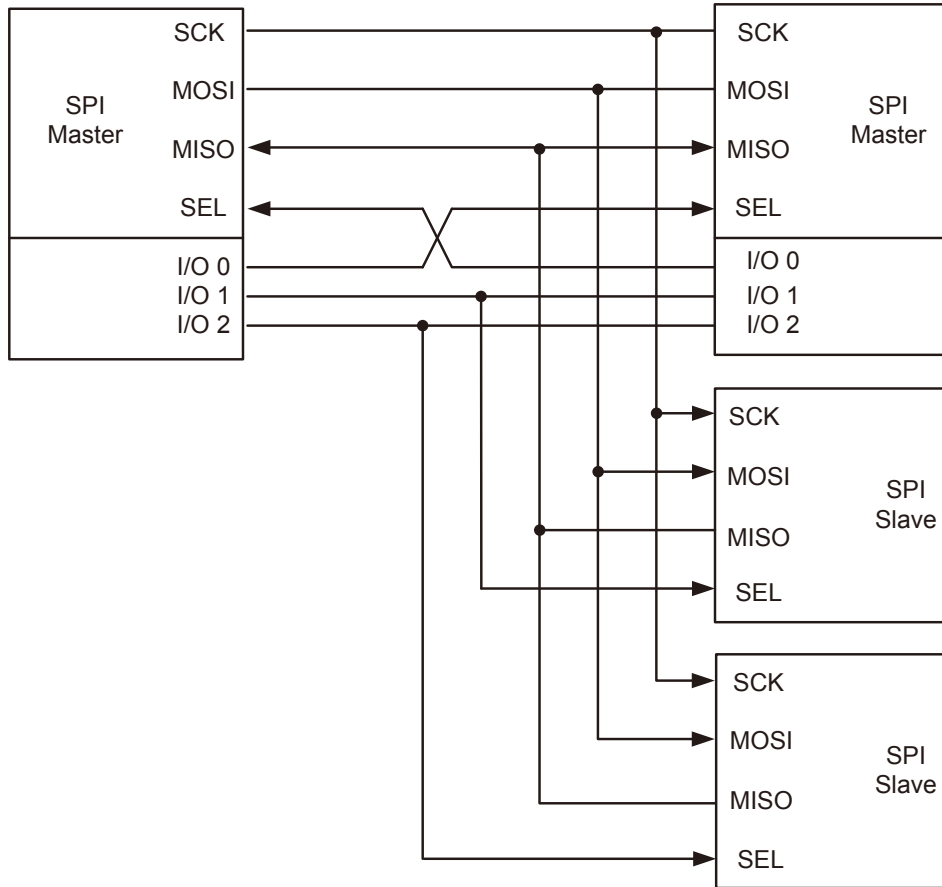 SPI
Master
SCK
MOSI
MISO
SEL
I/O 0
I/O 1
I/O 2
SCK
MOSI
MISO
SEL
SPI
Master
I/O 0
I/O 1
I/O 2
SCK
MOSI
MISO
SEL
SPI
Slave
SCK
MOSI
MISO
SEL
SPI
Slave